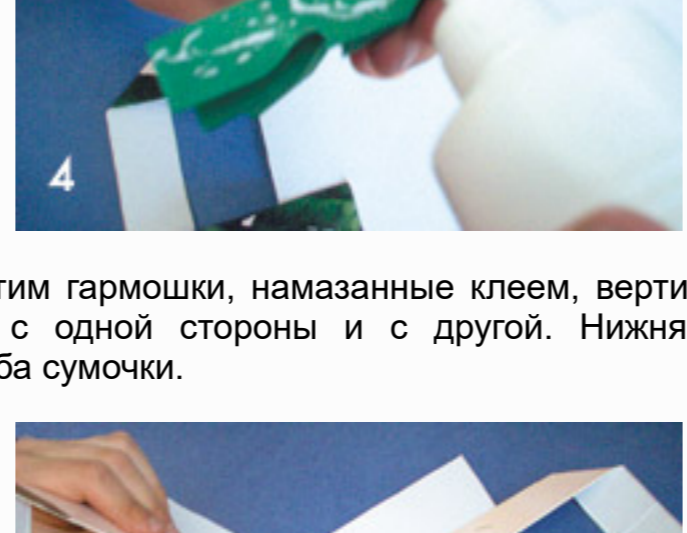 4
тим гармошки, намазанные клеем, верти
с одной стороны и с другой. Нижня
ба сумочки.